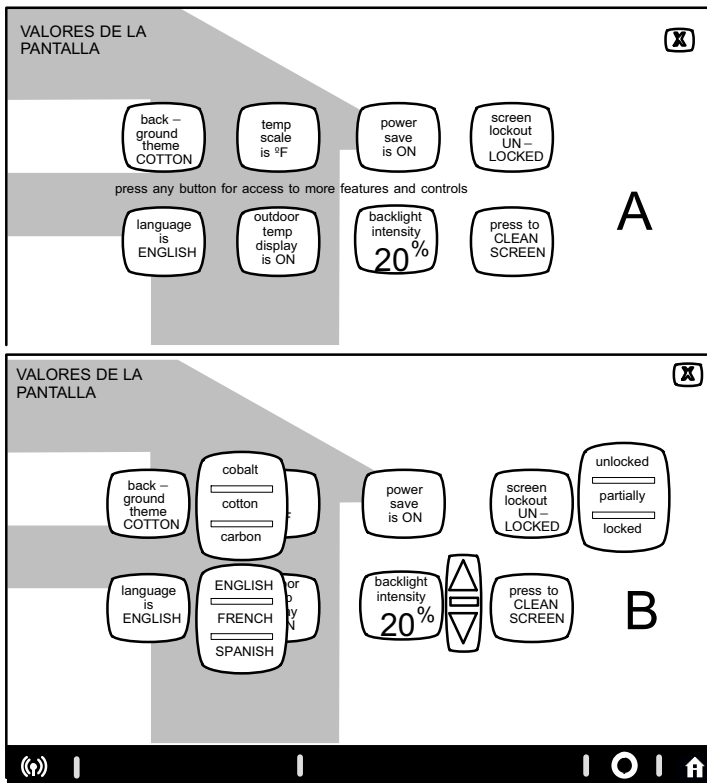 VALORES DE LA
PANTALLA
X
back –
ground
theme
COTTON
temp
scale
is ºF
power
save
is ON
screen
lockout
UN –
LOCKED
press any button for access to more features and controls
language
is
ENGLISH
outdoor
temp
display
is ON
backlight
intensity
20%
press to
CLEAN
SCREEN
A
VALORES DE LA
PANTALLA
X
back –
ground
theme
COTTON
cobalt
cotton
carbon
power
save
is ON
screen
lockout
UN –
LOCKED
unlocked
partially
locked
language
is
ENGLISH
ENGLISH
FRENCH
SPANISH
backlight
intensity
20%
press to
CLEAN
SCREEN
B